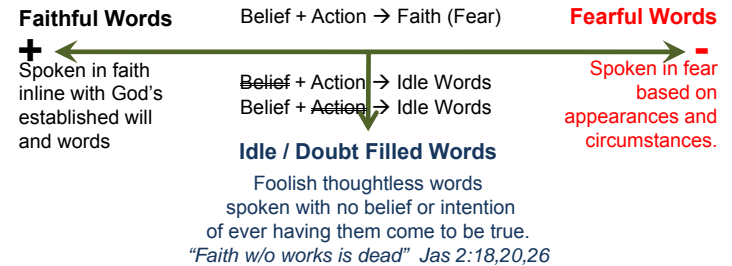 Faithful Words
Belief + Action → Faith (Fear)
Fearful Words
+
-
Spoken in faith
inline with God's
established will
and words
Belief + Action → Idle Words
Belief + Action → Idle Words
Spoken in fear
based on
appearances and
circumstances.
Idle / Doubt Filled Words
Foolish thoughtless words
spoken with no belief or intention
of ever having them come to be true.
"Faith w/o works is dead" Jas 2:18,20,26